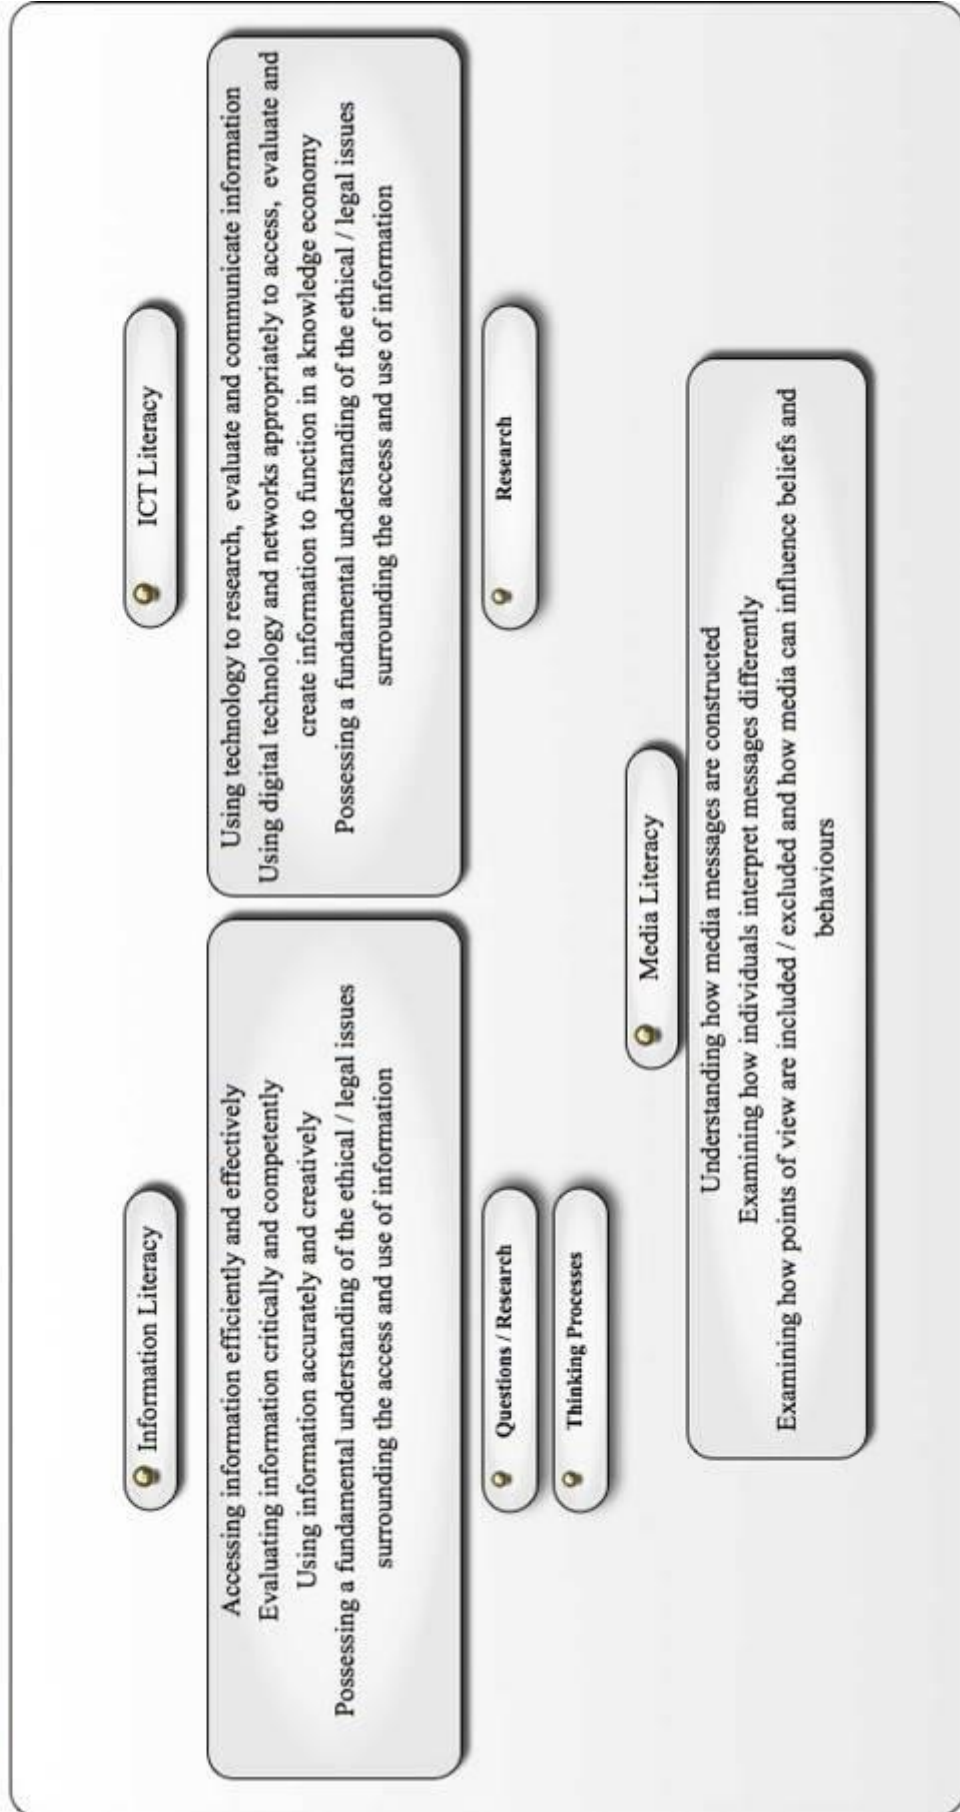 Information Literacy
Accessing information efficiently and effectively
Evaluating information critically and competently
Using information accurately and creatively
Possessing a fundamental understanding of the ethical / legal issues
surrounding the access and use of information
Questions / Research
Thinking Processes
ICT Literacy
Using technology to research, evaluate and communicate information
Using digital technology and networks appropriately to access, evaluate and
create information to function in a knowledge economy
Possessing a fundamental understanding of the ethical / legal issues
surrounding the access and use of information
Research
Media Literacy
Understanding how media messages are constructed
Examining how individuals interpret messages differently
Examining how points of view are included / excluded and how media can influence beliefs and
behaviours